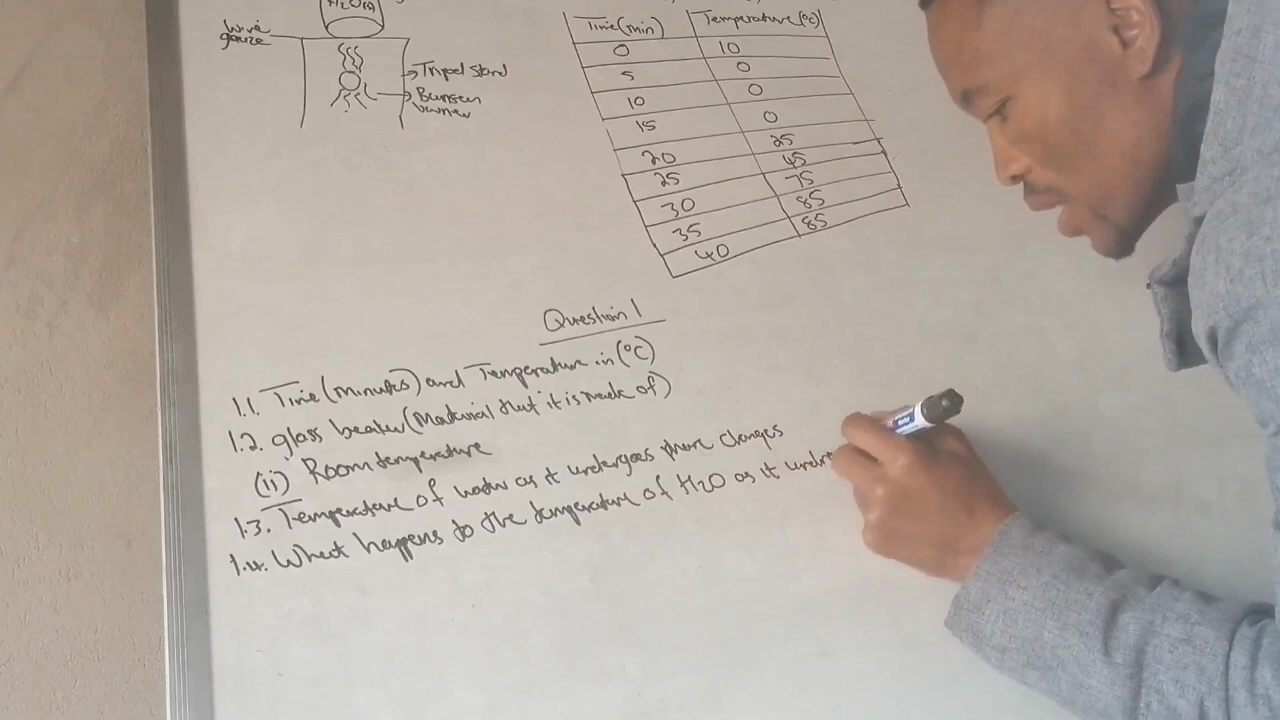 H2O(s)
wire
gauze
Tripod stand
Bunsen
burner
Time(min) Temperature(°C)
0 10
5 0
10 0
15 0
20 25
25 45
30 75
35 85
40 85
Question 1
1.1. Time (minutes) and Temperature in (°C)
1.2. glass beaker (Material that it is made of)
(ii) Room temperature
1.3. Temperature of water as it undergoes phase changes
1.4. What happens to the temperature of H2O as it